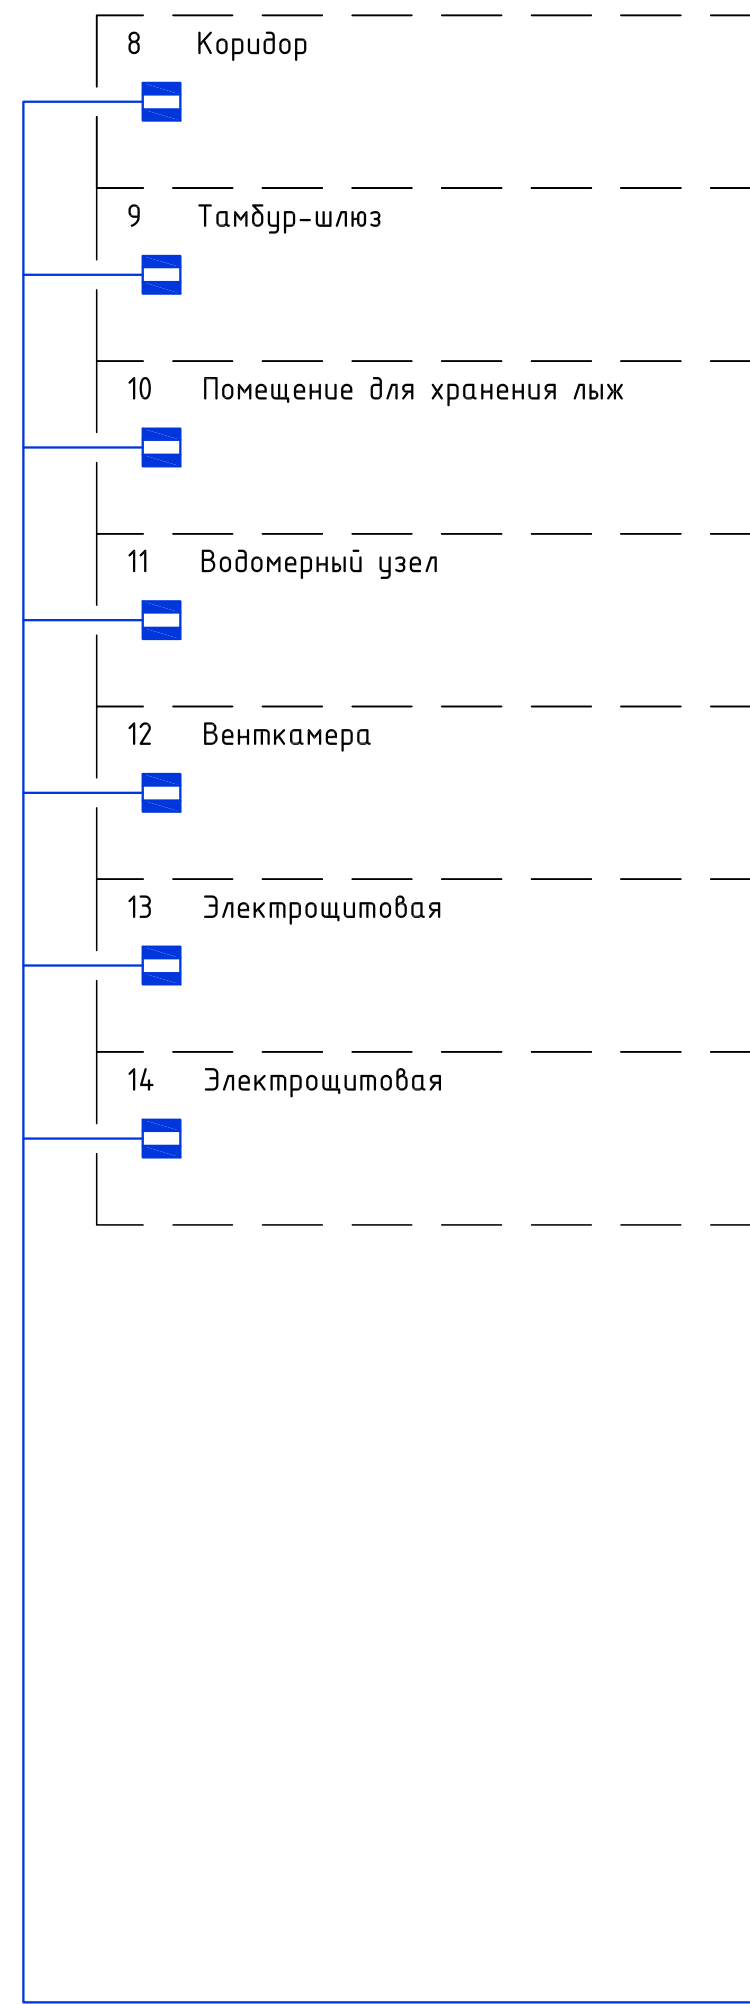 8 Коридор
9 Тамбур-шлюз
10 Помещение для хранения лыж
11 Водомерный узел
12 Венткамера
13 Электрощитовая
14 Электрощитовая